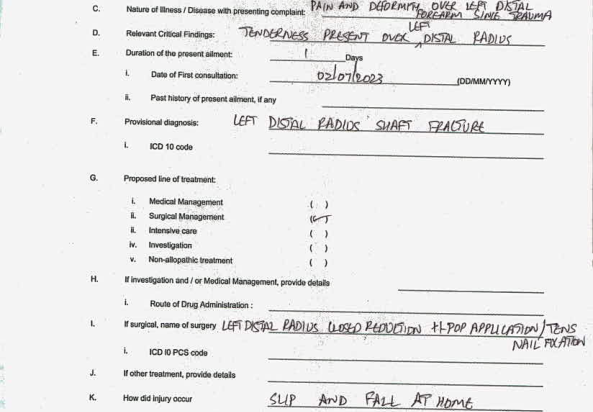 C. Nature of Illness / Disease with presenting complaint: PAIN AND DEFORMITY OVER LEFT DISTAL
FOREARM SINCE TRAUMA
D. Relevant Critical Findings: TENDERNESS PRESENT OVER LEFT DISTAL RADIUS
E. Duration of the present ailment: 1 Days
i. Date of First consultation: 02/07/2023 (DD/MM/YYYY)
ii. Past history of present ailment, if any
F. Provisional diagnosis: LEFT DISTAL RADIUS SHAFT FRACTURE
i. ICD 10 code
G. Proposed line of treatment:
i. Medical Management ( )
ii. Surgical Management (✓)
ii. Intensive care ( )
iv. Investigation ( )
v. Non-allopathic treatment ( )
H. If investigation and / or Medical Management, provide details
i. Route of Drug Administration :
I. If surgical, name of surgery LEFT DISTAL RADIUS CLOSED REDUCTION +/- POP APPLICATION / TENS
NAIL FIXATION
i. ICD I0 PCS code
J. If other treatment, provide details
K. How did injury occur SLIP AND FALL AT HOME